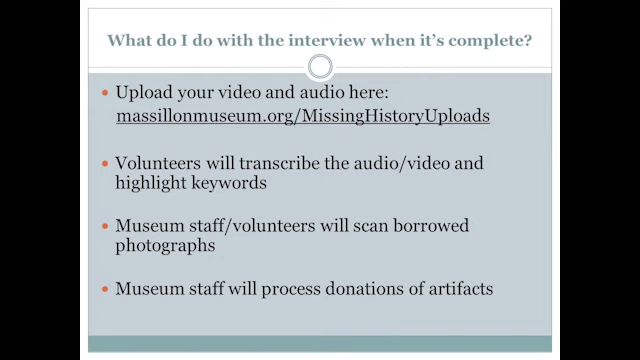 What do I do with the interview when it's complete?
• Upload your video and audio here:
massillonmuseum.org/MissingHistoryUploads
• Volunteers will transcribe the audio/video and
highlight keywords
• Museum staff/volunteers will scan borrowed
photographs
• Museum staff will process donations of artifacts